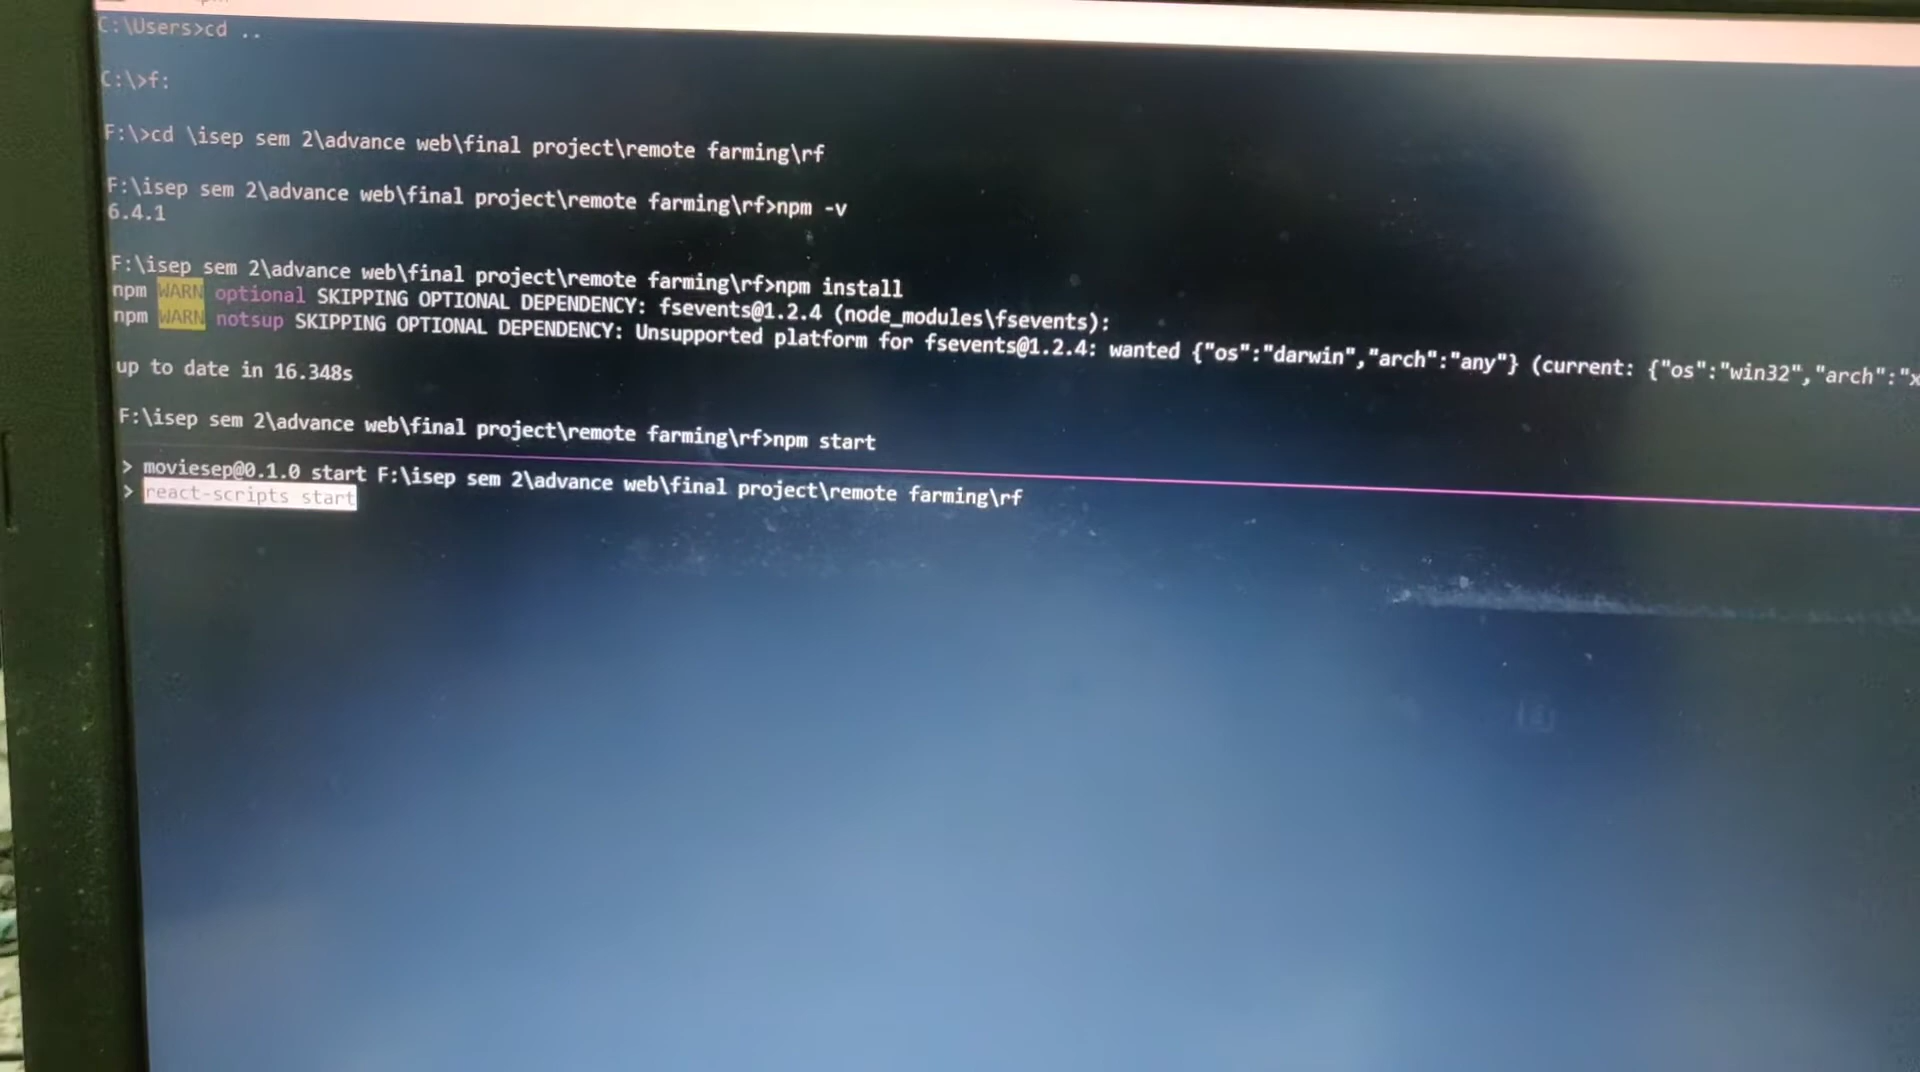 C:\Users>cd ..
C:\>f:
F:\>cd \isep sem 2\advance web\final project\remote farming\rf
F:\isep sem 2\advance web\final project\remote farming\rf>npm -v
6.4.1
F:\isep sem 2\advance web\final project\remote farming\rf>npm install
npm WARN optional SKIPPING OPTIONAL DEPENDENCY: fsevents@1.2.4 (node_modules\fsevents):
npm WARN notsup SKIPPING OPTIONAL DEPENDENCY: Unsupported platform for fsevents@1.2.4: wanted {"os":"darwin","arch":"any"} (current: {"os":"win32","arch":"x
up to date in 16.348s
F:\isep sem 2\advance web\final project\remote farming\rf>npm start
> moviesep@0.1.0 start F:\isep sem 2\advance web\final project\remote farming\rf
> react-scripts start